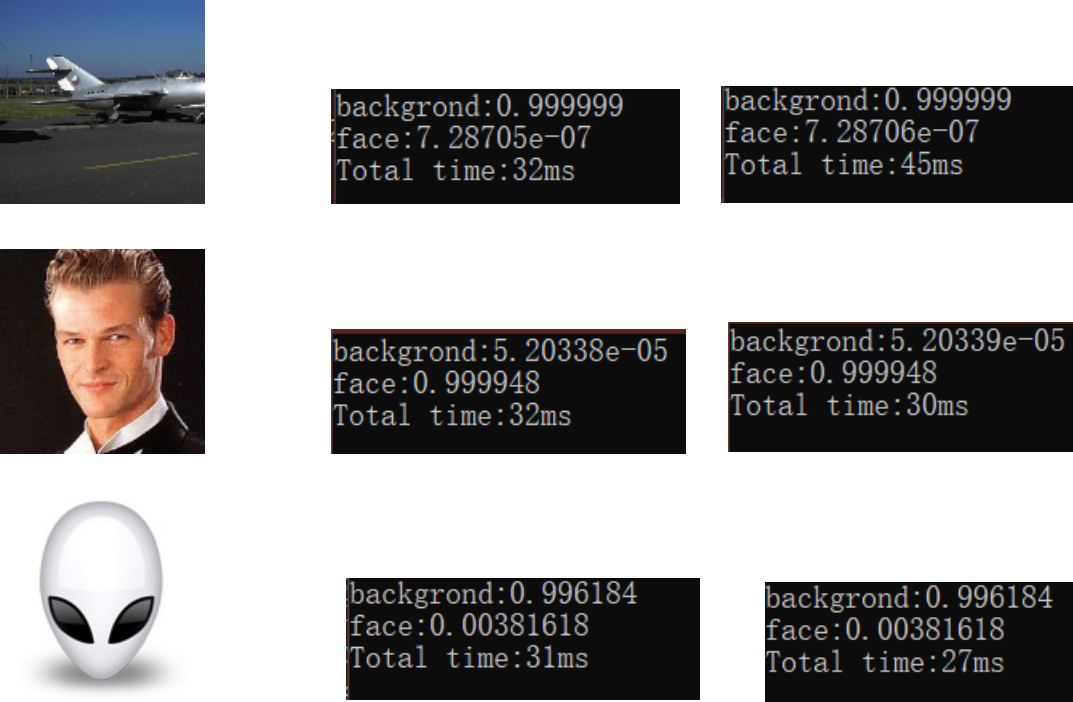 backgrond:0.999999
face:7.28705e-07
Total time:32ms
backgrond:0.999999
face:7.28706e-07
Total time:45ms
backgrond:5.20338e-05
face:0.999948
Total time:32ms
backgrond:5.20339e-05
face:0.999948
Total time:30ms
backgrond:0.996184
face:0.00381618
Total time:31ms
backgrond:0.996184
face:0.00381618
Total time:27ms